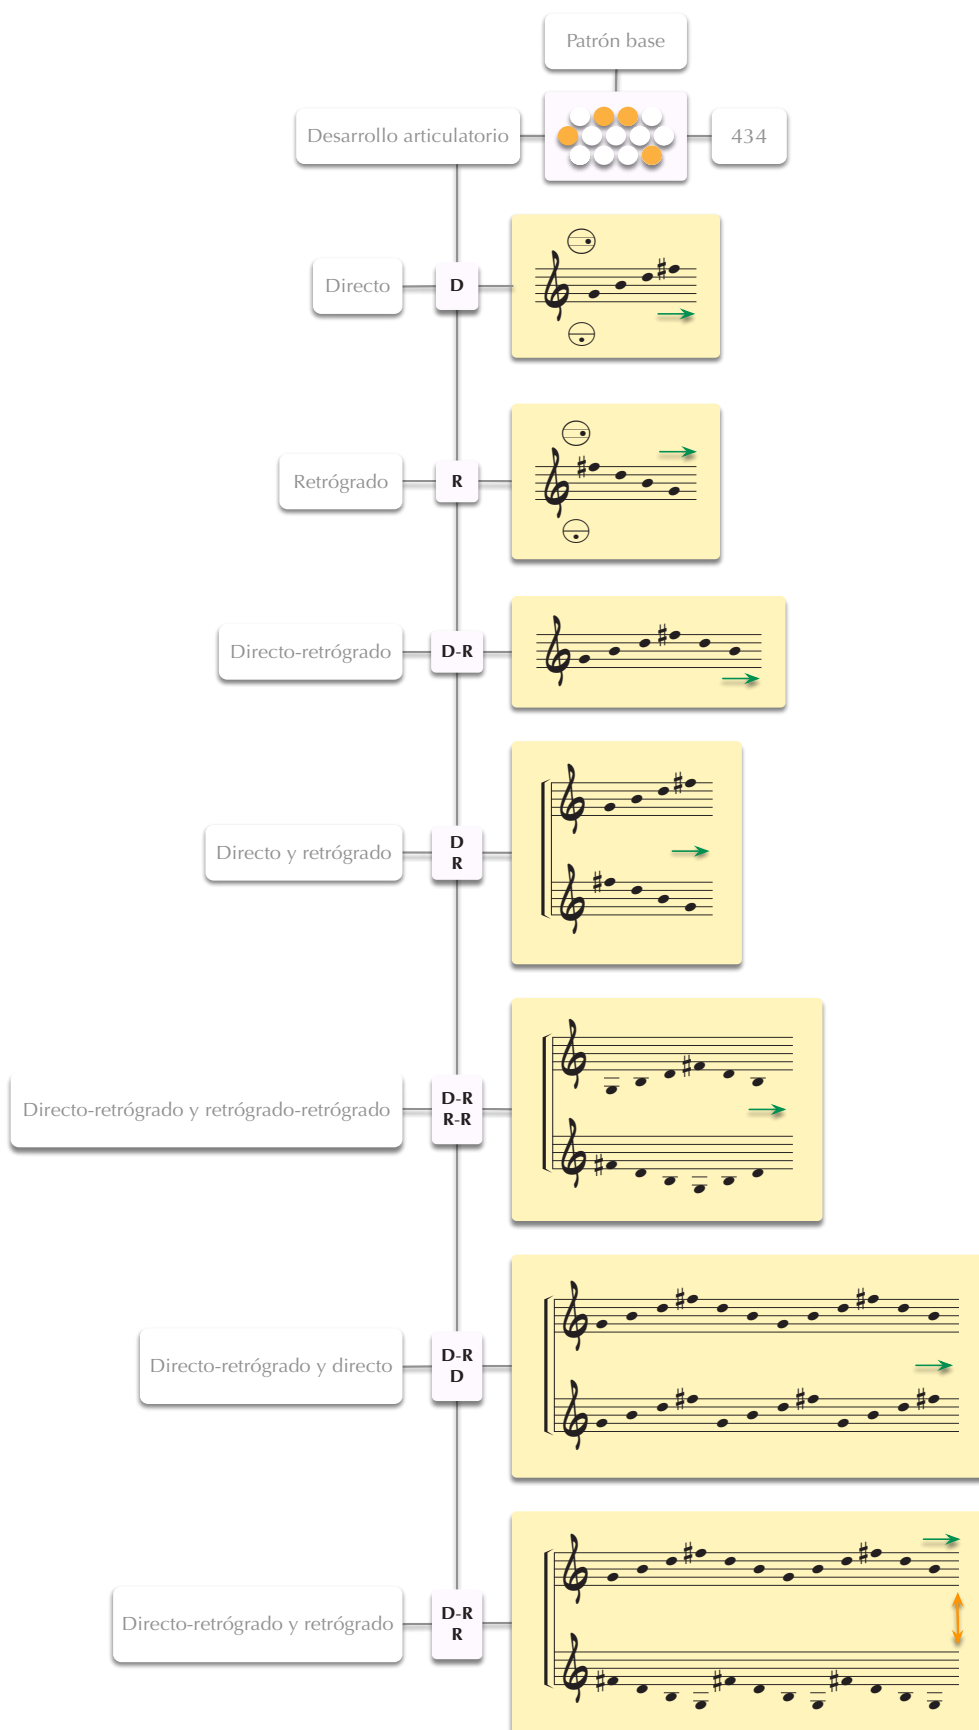 Patrón base
Desarrollo articulatorio
434
Directo
D
Retrógrado
R
Directo-retrógrado
D-R
Directo y retrógrado
D
R
Directo-retrógrado y retrógrado-retrógrado
D-R
R-R
Directo-retrógrado y directo
D-R
D
Directo-retrógrado y retrógrado
D-R
R